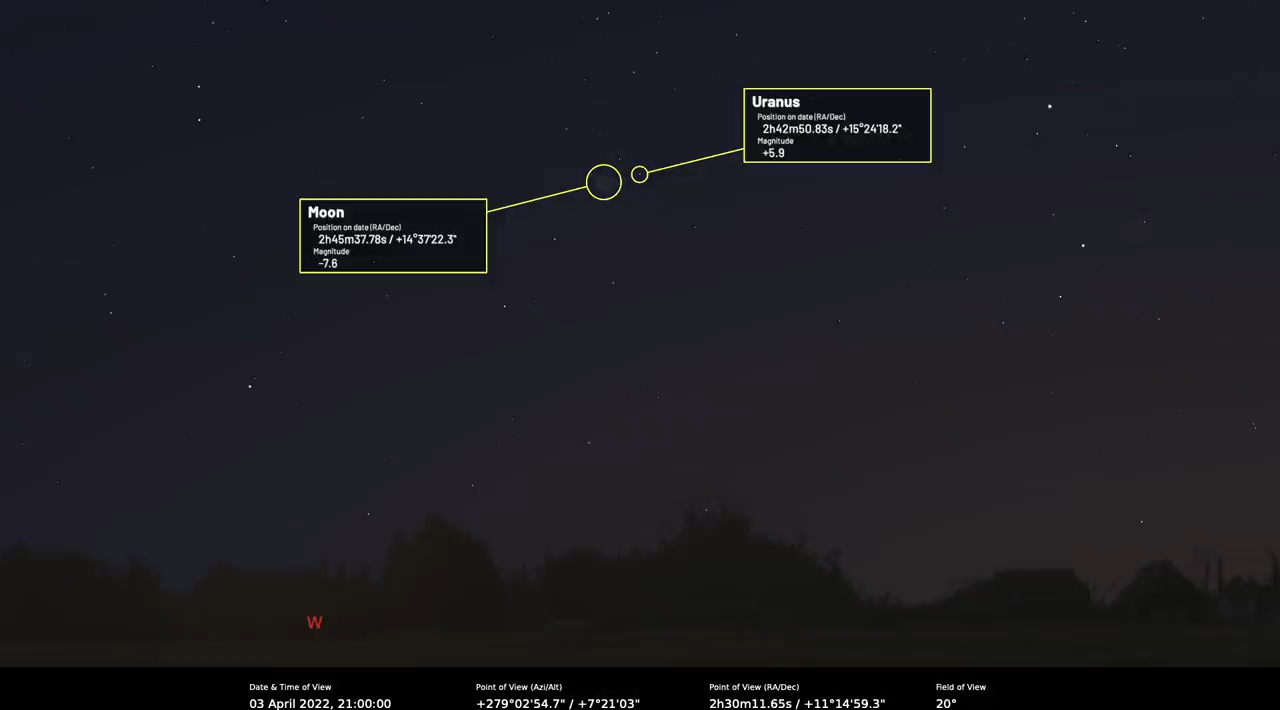 Uranus
Position on date (RA/Dec)
2h42m50.83s / +15°24'18.2"
Magnitude
+5.9
Moon
Position on date (RA/Dec)
2h45m37.78s / +14°37'22.3"
Magnitude
-7.6
W
Date & Time of View
03 April 2022, 21:00:00
Point of View (Azi/Alt)
+279°02'54.7" / +7°21'03"
Point of View (RA/Dec)
2h30m11.65s / +11°14'59.3"
Field of View
20°